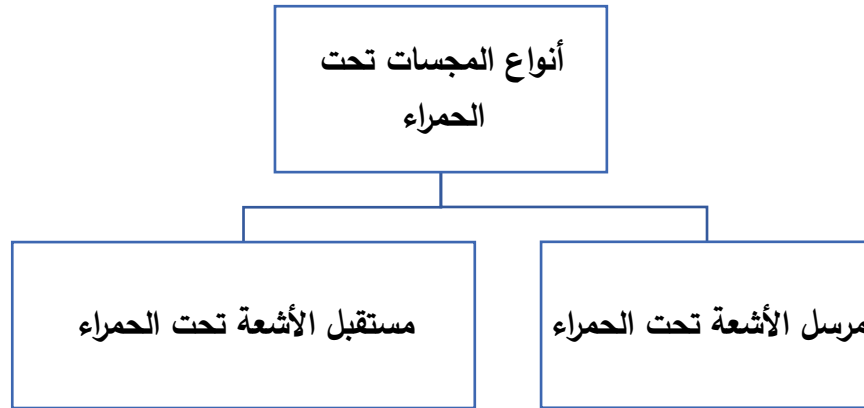 أنواع المجسات تحت
الحمراء
مرسل الأشعة تحت الحمراء
مستقبل الأشعة تحت الحمراء